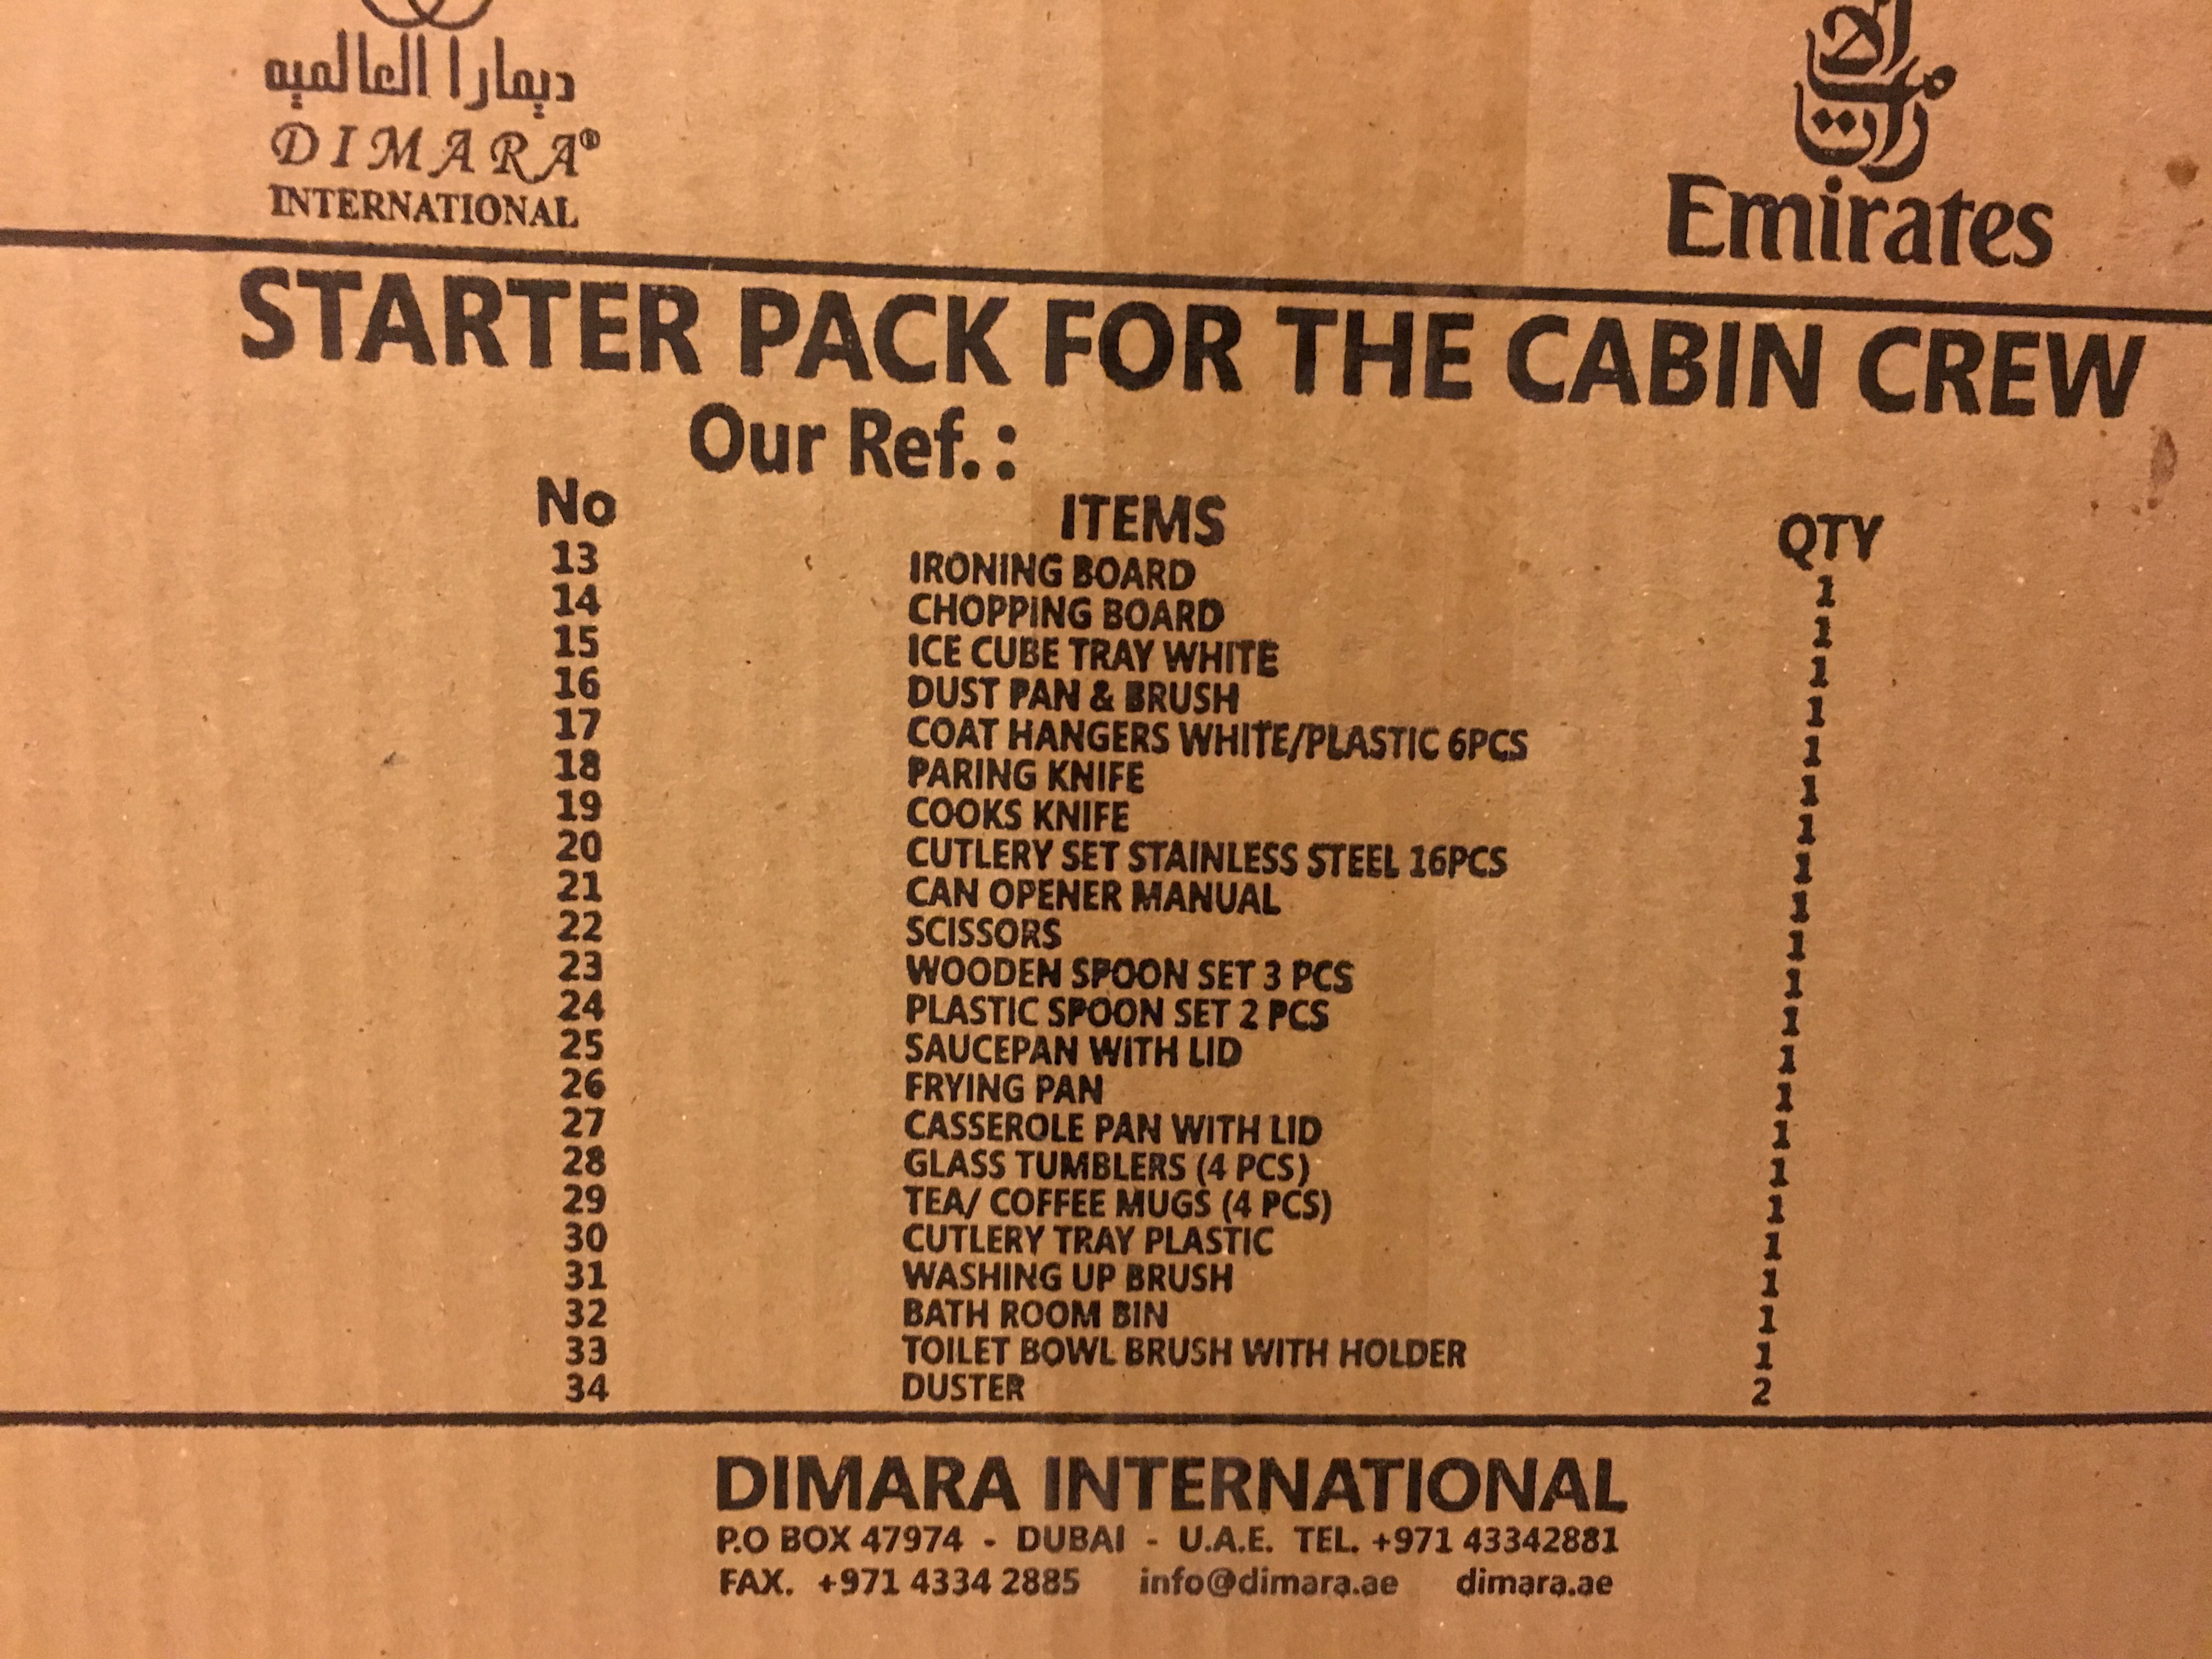 ديمارا العالميه
DIMARA®
INTERNATIONAL
الإمارات
Emirates
STARTER PACK FOR THE CABIN CREW
Our Ref.:
No ITEMS QTY
13 IRONING BOARD 1
14 CHOPPING BOARD 1
15 ICE CUBE TRAY WHITE 1
16 DUST PAN & BRUSH 1
17 COAT HANGERS WHITE/PLASTIC 6PCS 1
18 PARING KNIFE 1
19 COOKS KNIFE 1
20 CUTLERY SET STAINLESS STEEL 16PCS 1
21 CAN OPENER MANUAL 1
22 SCISSORS 1
23 WOODEN SPOON SET 3 PCS 1
24 PLASTIC SPOON SET 2 PCS 1
25 SAUCEPAN WITH LID 1
26 FRYING PAN 1
27 CASSEROLE PAN WITH LID 1
28 GLASS TUMBLERS (4 PCS) 1
29 TEA/ COFFEE MUGS (4 PCS) 1
30 CUTLERY TRAY PLASTIC 1
31 WASHING UP BRUSH 1
32 BATH ROOM BIN 1
33 TOILET BOWL BRUSH WITH HOLDER 1
34 DUSTER 2
DIMARA INTERNATIONAL
P.O BOX 47974 - DUBAI - U.A.E. TEL. +971 43342881
FAX. +971 4334 2885 info@dimara.ae dimara.ae